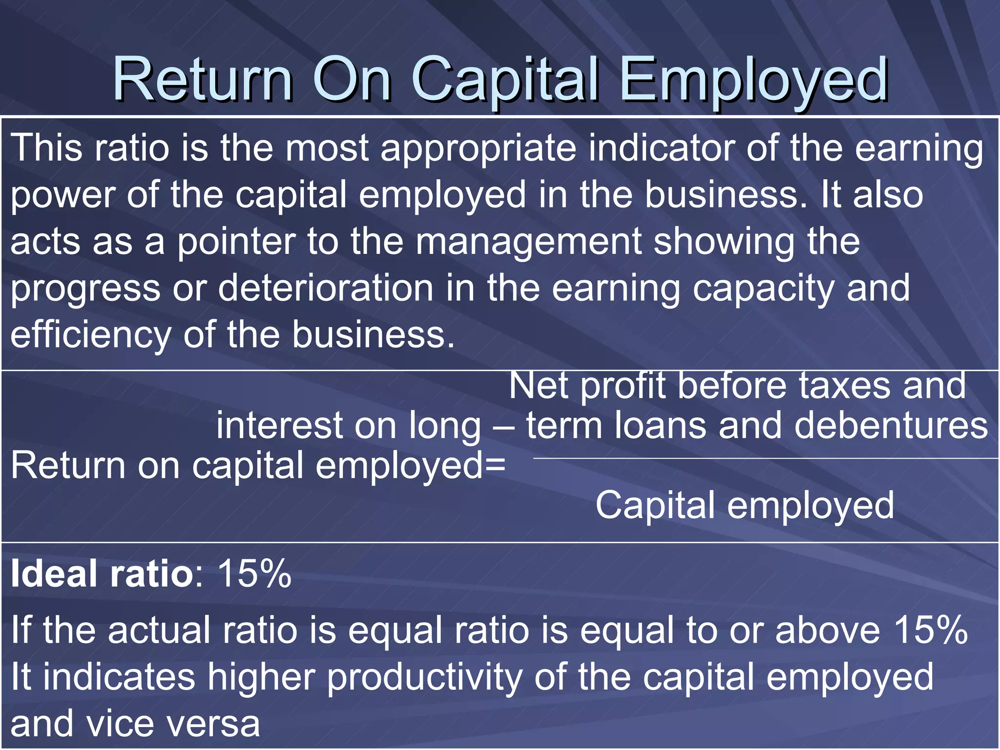 Return On Capital Employed
This ratio is the most appropriate indicator of the earning
power of the capital employed in the business. It also
acts as a pointer to the management showing the
progress or deterioration in the earning capacity and
efficiency of the business.
Net profit before taxes and
interest on long – term loans and debentures
Return on capital employed=
Capital employed
Ideal ratio: 15%
If the actual ratio is equal ratio is equal to or above 15%
It indicates higher productivity of the capital employed
and vice versa